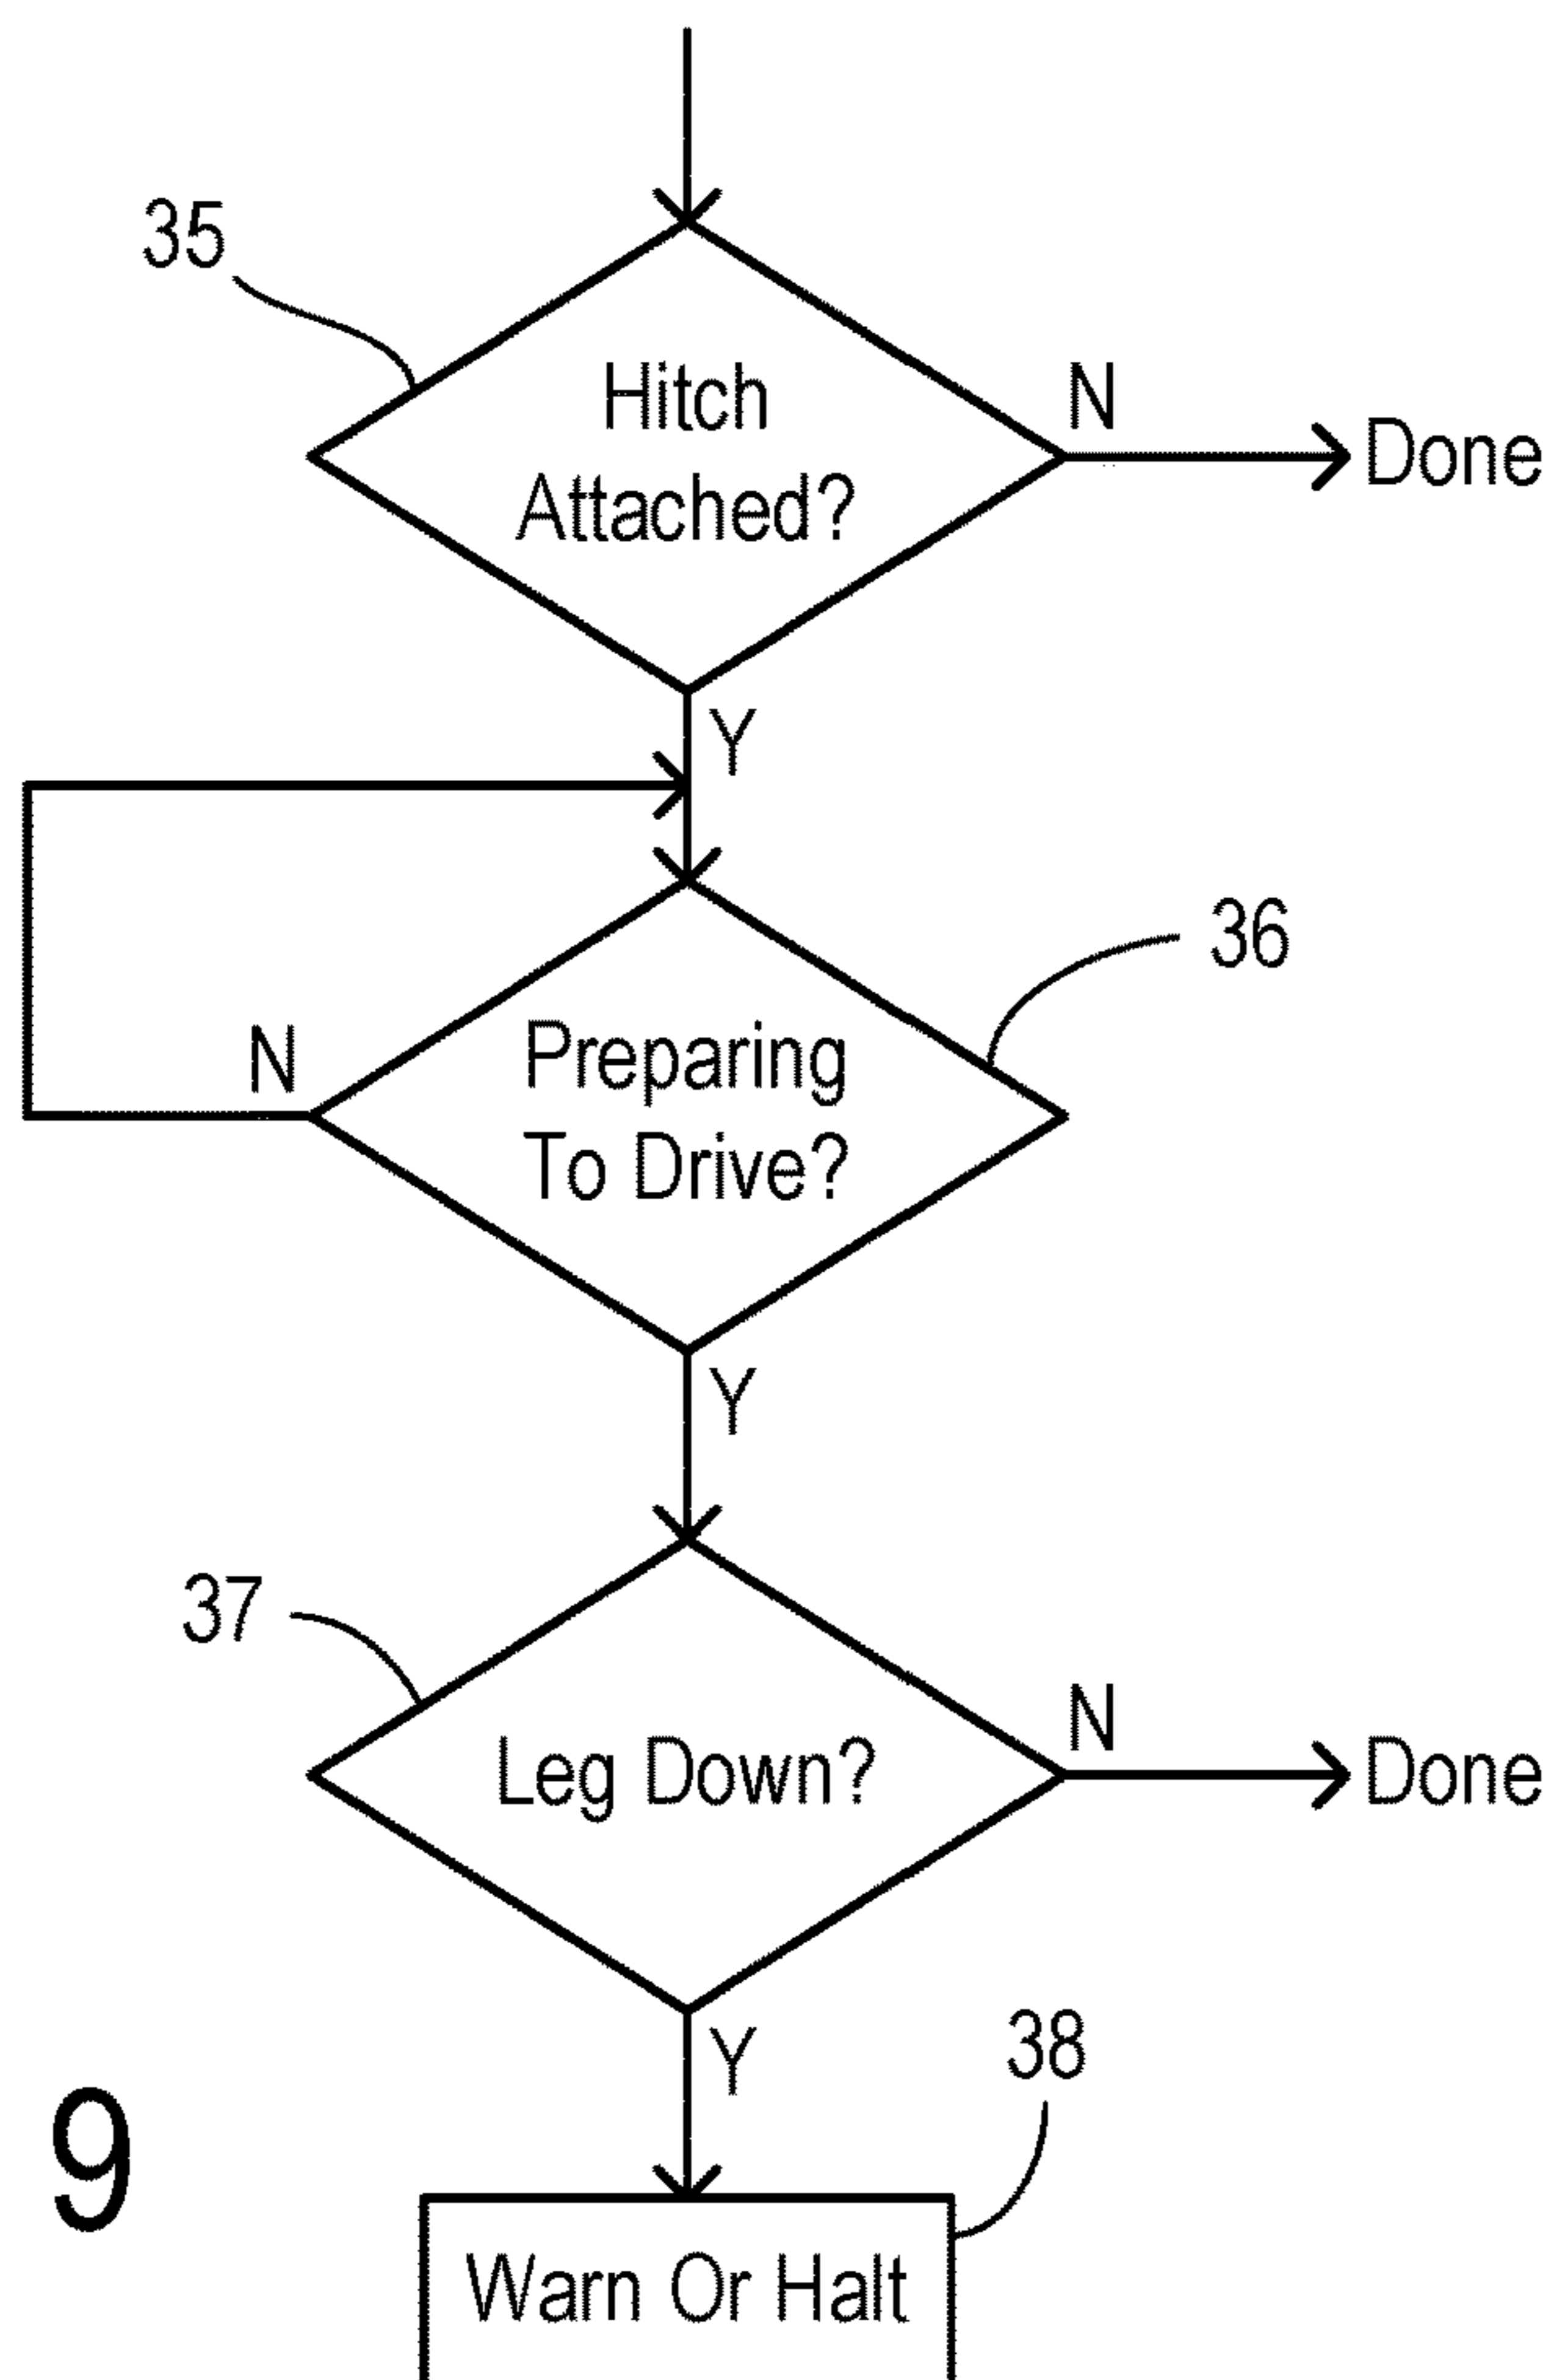 35
Hitch
Attached?
N
Done
Y
36
N
Preparing
To Drive?
Y
37
N
Leg Down?
Done
Y
38
9
Warn Or Halt